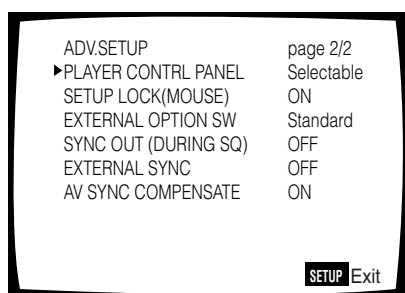 ADV.SETUP page 2/2
▶PLAYER CONTRL PANEL Selectable
SETUP LOCK(MOUSE) ON
EXTERNAL OPTION SW Standard
SYNC OUT (DURING SQ) OFF
EXTERNAL SYNC OFF
AV SYNC COMPENSATE ON
SETUP Exit